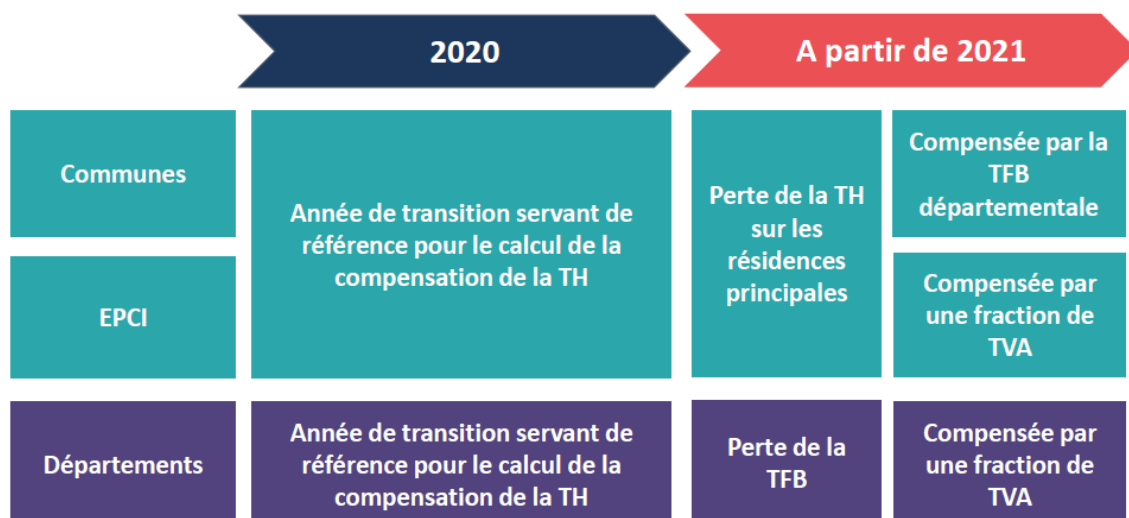 2020
A partir de 2021
Communes
EPCI
Année de transition servant de
référence pour le calcul de la
compensation de la TH
Perte de la TH
sur les
résidences
principales
Compensée par la
TFB
départementale
Compensée par
une fraction de
TVA
Départements
Année de transition servant de
référence pour le calcul de la
compensation de la TH
Perte de la
TFB
Compensée par
une fraction de
TVA